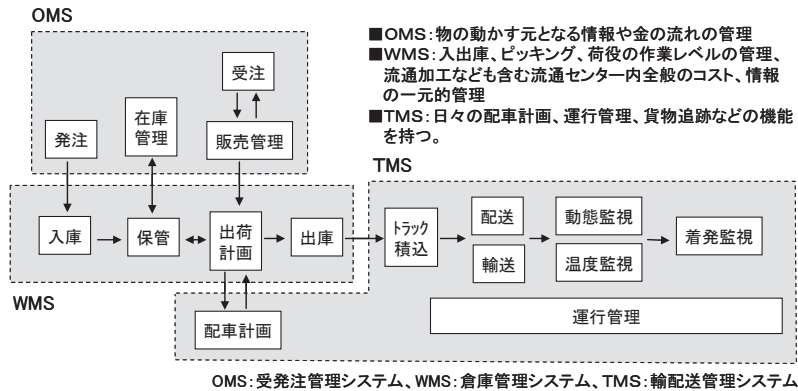 OMS
■OMS：物の動かす元となる情報や金の流れの管理
■WMS：入出庫、ピッキング、荷役の作業レベルの管理、
流通加工なども含む流通センター内全般のコスト、情報
の一元的管理
■TMS：日々の配車計画、運行管理、貨物追跡などの機能
を持つ。
受注
在庫
管理
発注
販売管理
TMS
入庫
保管
出荷
計画
出庫
トラック
積込
配送
輸送
動態監視
温度監視
着発監視
WMS
配車計画
運行管理
OMS：受発注管理システム、WMS：倉庫管理システム、TMS：輸配送管理システム